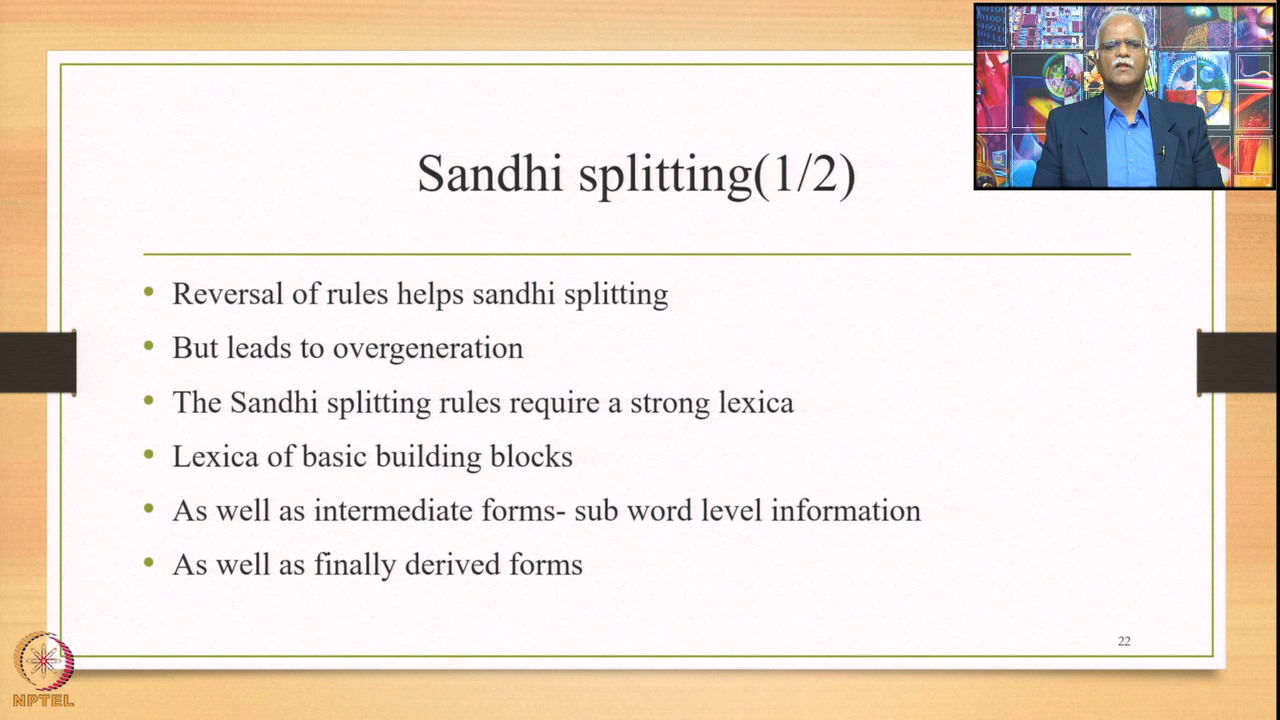 Sandhi splitting(1/2)
• Reversal of rules helps sandhi splitting
• But leads to overgeneration
• The Sandhi splitting rules require a strong lexica
• Lexica of basic building blocks
• As well as intermediate forms- sub word level information
• As well as finally derived forms
22
NPTEL